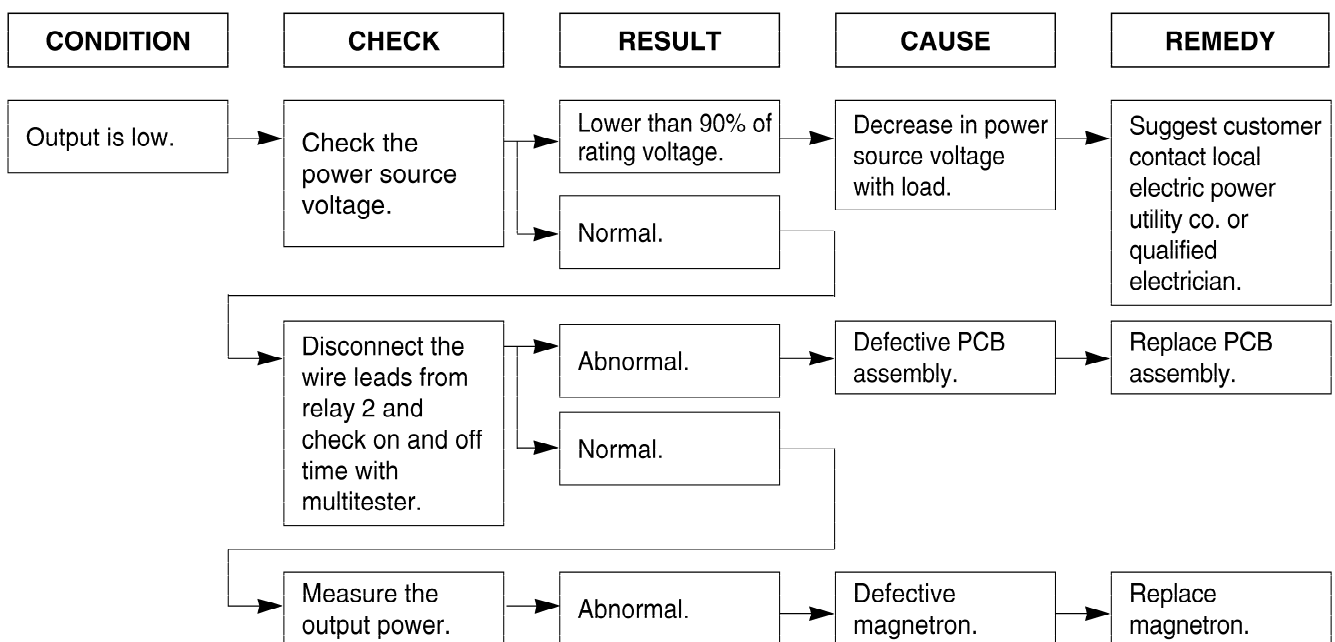 CONDITION
CHECK
RESULT
CAUSE
REMEDY
Output is low.
Check the
power source
voltage.
Lower than 90% of
rating voltage.
Decrease in power
source voltage
with load.
Suggest customer
contact local
electric power
utility co. or
qualified
electrician.
Normal.
Disconnect the
wire leads from
relay 2 and
check on and off
time with
multitester.
Abnormal.
Defective PCB
assembly.
Replace PCB
assembly.
Normal.
Measure the
output power.
Abnormal.
Defective
magnetron.
Replace
magnetron.